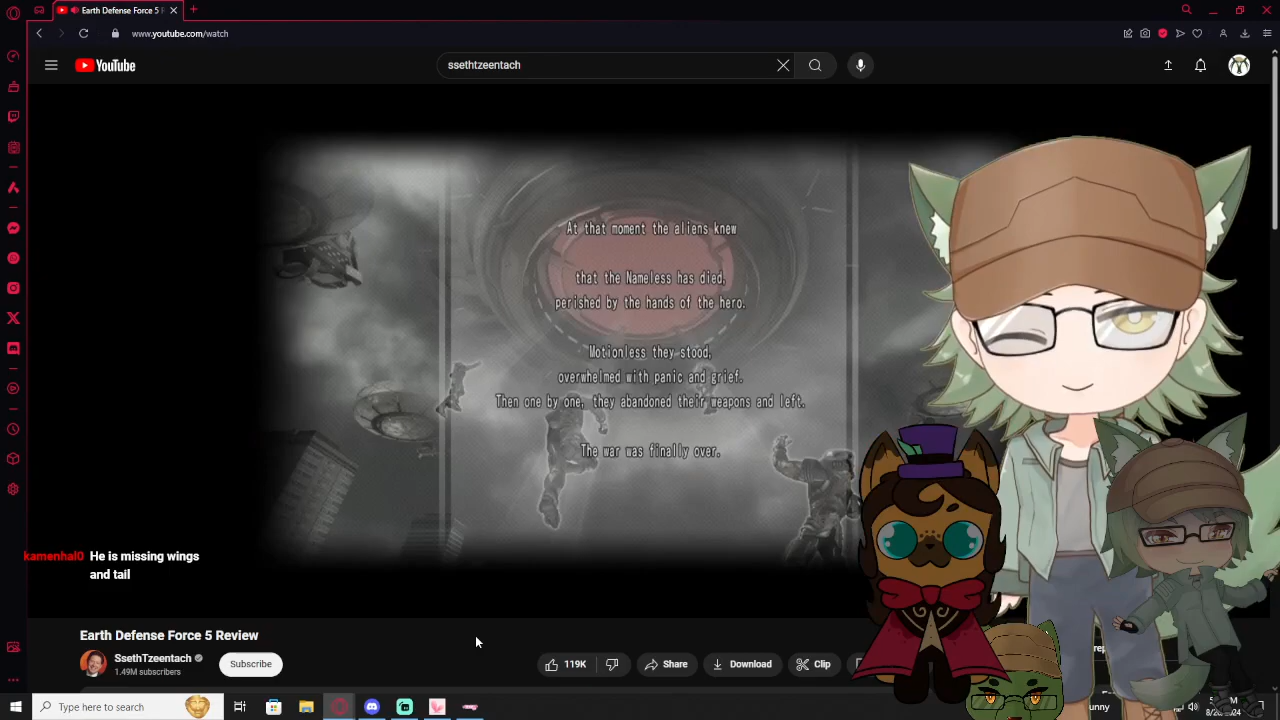 Earth Defense Force 5 R
www.youtube.com/watch
YouTube
ssethtzeentach
At that moment the aliens knew
that the Nameless has died,
perished by the hands of the hero.
Motionless they stood,
overwhelmed with panic and grief.
Then one by one, they abandoned their weapons and left.
The war was finally over.
kamenhal0 He is missing wings
and tail
Earth Defense Force 5 Review
SsethTzeentach
1.49M subscribers
Subscribe
119K
Share
Download
Clip
Type here to search
unny